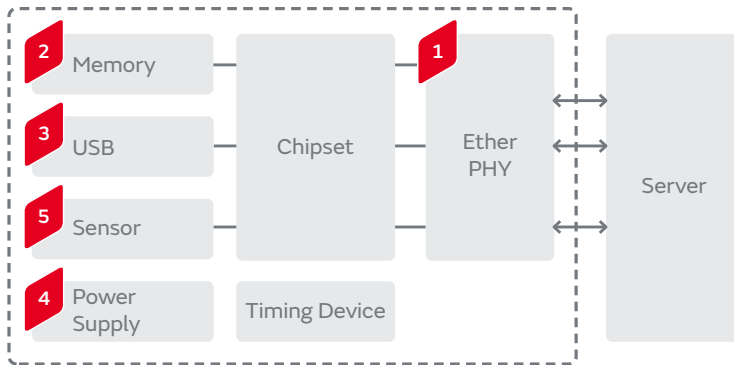 2
Memory
1
3
USB
Chipset
Ether
PHY
Server
5
Sensor
4
Power
Supply
Timing Device